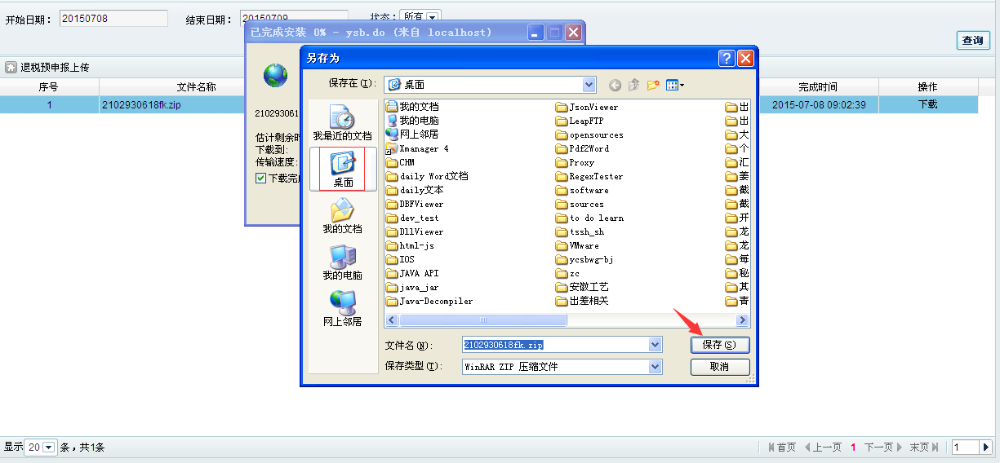 开始日期： 20150708 结束日期： 20150709 状态： 所有
查询
退税预申报上传
序号 文件名称 完成时间 操作
1 2102930618fk.zip 2015-07-08 09:02:39 下载
已完成安装 0% - ysb.do (来自 localhost)
210293061
估计剩余时
下载到:
传输速度:
下载完
另存为
保存在(I): 桌面
我最近的文档
桌面
我的文档
我的电脑
网上邻居
我的文档 JsonViewer 出
我的电脑 LeapFTP 出
网上邻居 opensources 大
Xmanager 4 Pdf2Word 个
CHM Proxy 汇
daily Word文档 RegexTester 姜
daily文本 software 截
DBFViewer sources 截
dev_test to do learn 开
DllViewer tssh_sh 龙
html-js VMware 龙
IOS ycsbwg-bj 每
JAVA API zc 秘
java_jar 安徽工艺 其
Java-Decompiler 出差相关 青
文件名(N): 2102930618fk.zip 保存(S)
保存类型(T): WinRAR ZIP 压缩文件 取消
显示 20 条，共1条 首页 上一页 1 下一页 末页 1